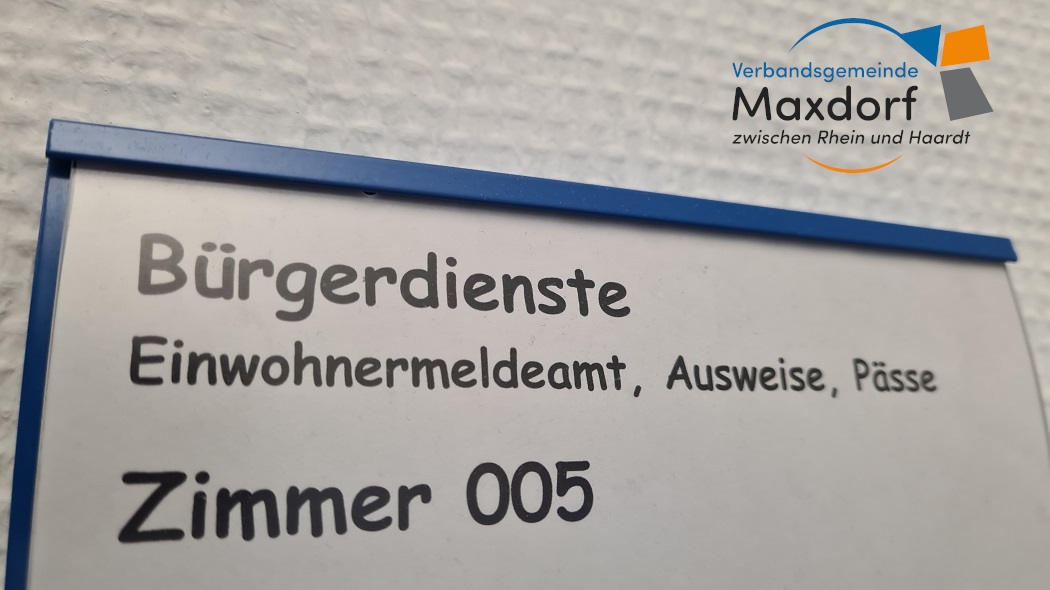 Verbandsgemeinde
Maxdorf
zwischen Rhein und Haardt
Bürgerdienste
Einwohnermeldeamt, Ausweise, Pässe
Zimmer 005